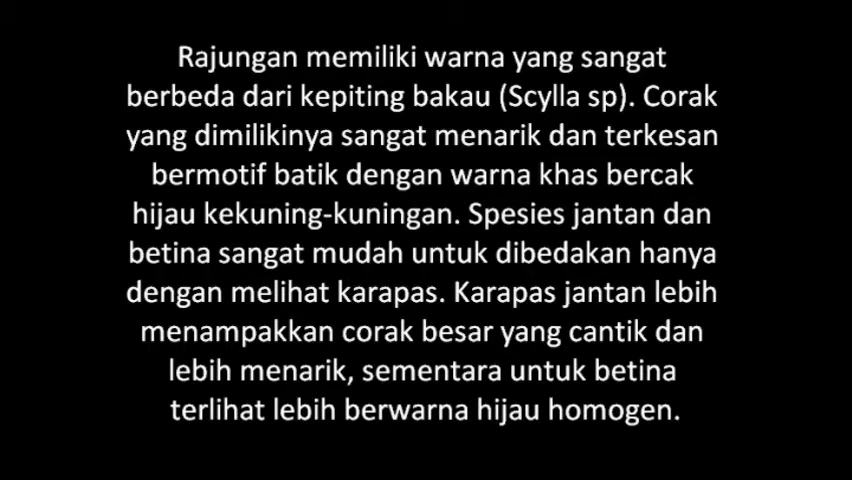 Rajungan memiliki warna yang sangat
berbeda dari kepiting bakau (Scylla sp). Corak
yang dimilikinya sangat menarik dan terkesan
bermotif batik dengan warna khas bercak
hijau kekuning-kuningan. Spesies jantan dan
betina sangat mudah untuk dibedakan hanya
dengan melihat karapas. Karapas jantan lebih
menampakkan corak besar yang cantik dan
lebih menarik, sementara untuk betina
terlihat lebih berwarna hijau homogen.